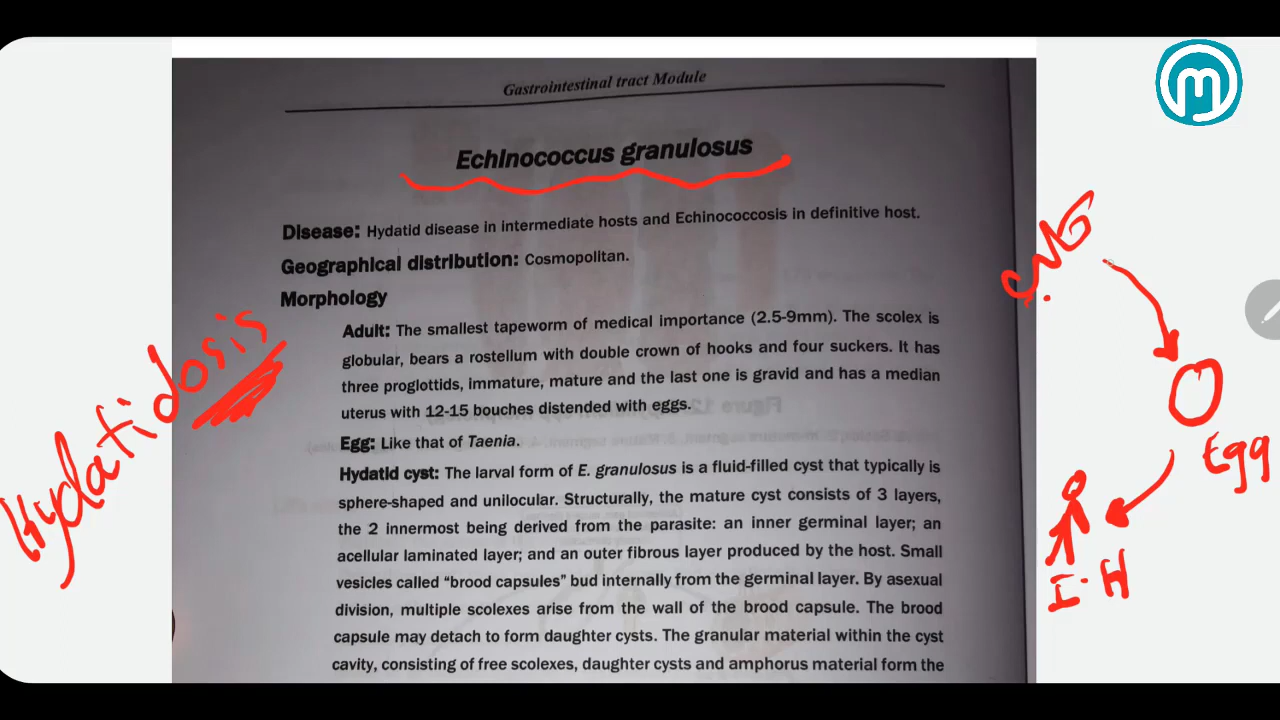 Gastrointestinal tract Module
Echinococcus granulosus
Disease: Hydatid disease in intermediate hosts and Echinococcosis in definitive host.
Geographical distribution: Cosmopolitan.
Morphology
Adult: The smallest tapeworm of medical importance (2.5-9mm). The scolex is
globular, bears a rostellum with double crown of hooks and four suckers. It has
three proglottids, immature, mature and the last one is gravid and has a median
uterus with 12-15 bouches distended with eggs.
Egg: Like that of Taenia.
Hydatid cyst: The larval form of E. granulosus is a fluid-filled cyst that typically is
sphere-shaped and unilocular. Structurally, the mature cyst consists of 3 layers,
the 2 innermost being derived from the parasite: an inner germinal layer; an
acellular laminated layer; and an outer fibrous layer produced by the host. Small
vesicles called “brood capsules” bud internally from the germinal layer. By asexual
division, multiple scolexes arise from the wall of the brood capsule. The brood
capsule may detach to form daughter cysts. The granular material within the cyst
cavity, consisting of free scolexes, daughter cysts and amphorus material form the
Hydatidosis
Egg
I.H
m